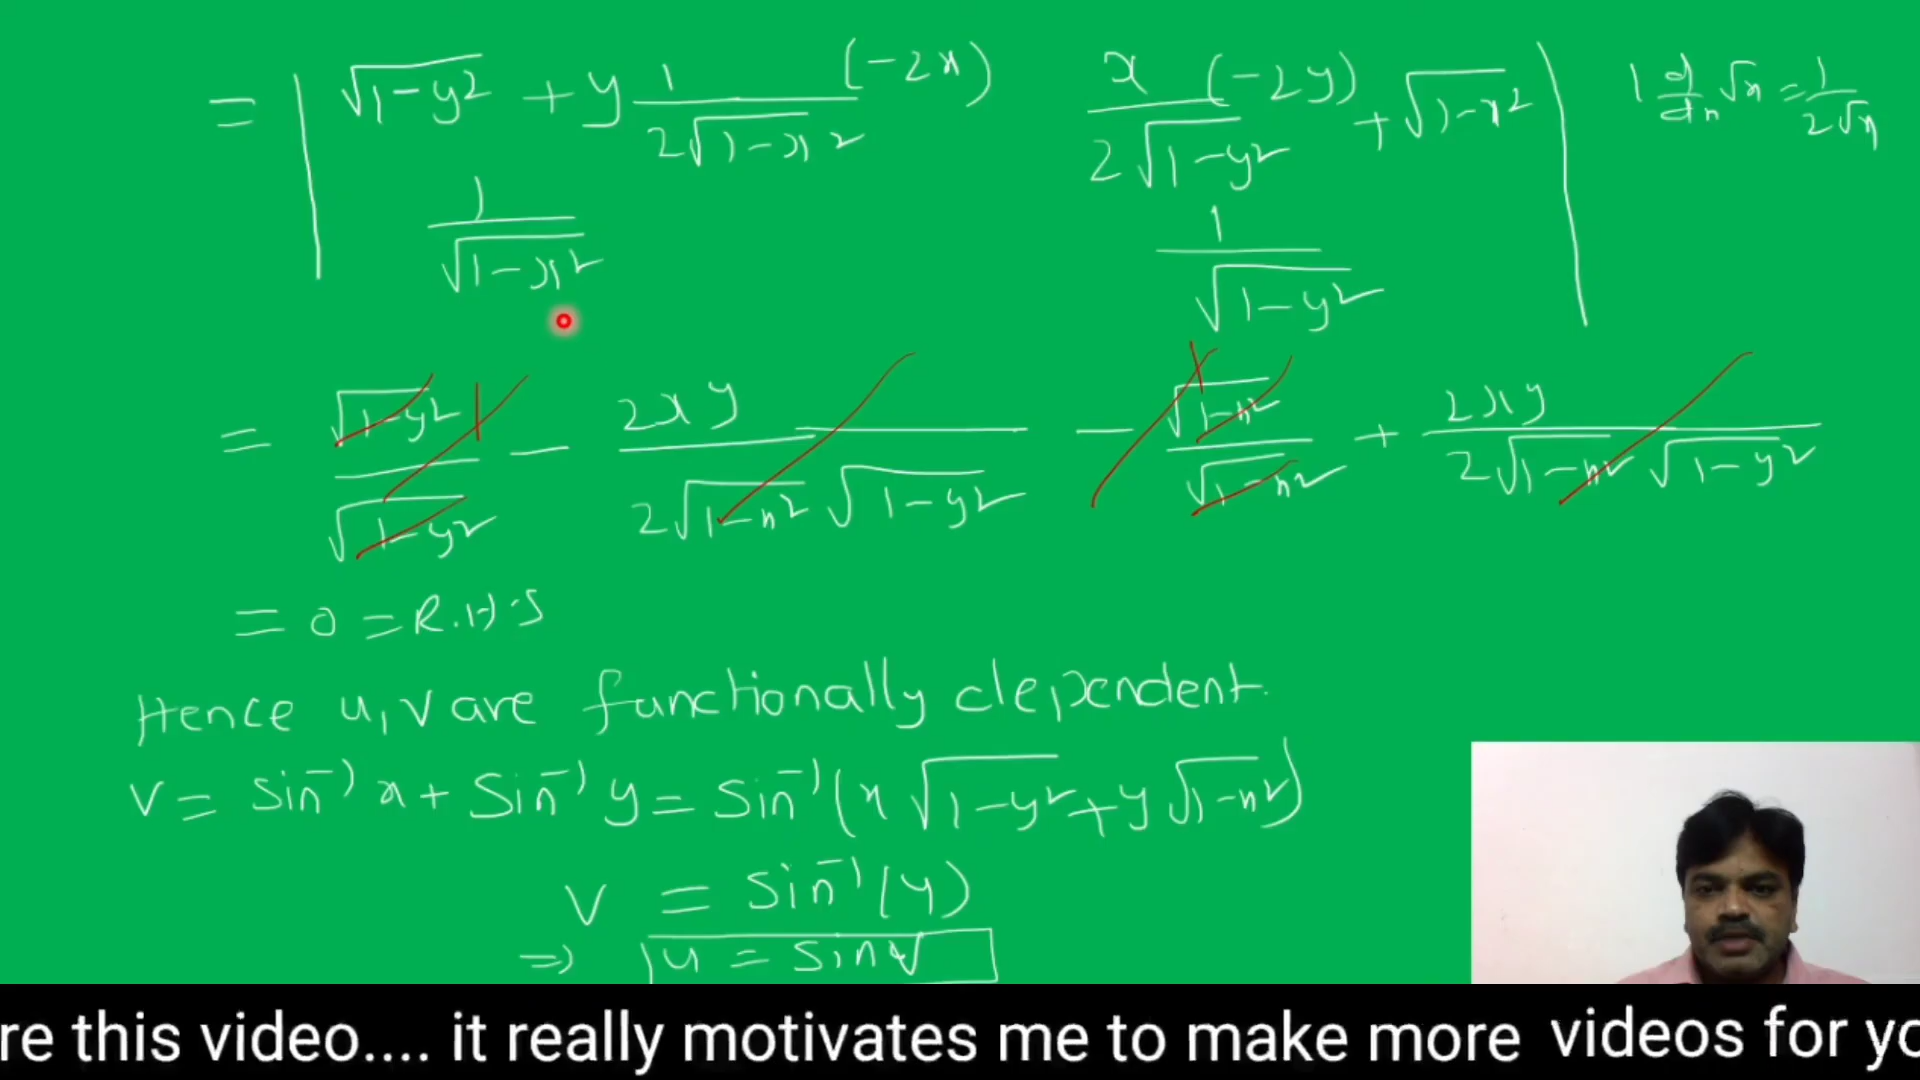 = | √1-y² + y 1/2√1-x² (-2x)    x/2√1-y² (-2y) + √1-x² |    | d/dx √x = 1/2√x
1/√1-x²    1/√1-y²
= √1-y²/√1-y² - 2xy/2√1-x² √1-y² - √1-x²/√1-x² + 2xy/2√1-x² √1-y²
= 0 = R.H.S
Hence u, v are functionally dependent.
v = Sin⁻¹ x + Sin⁻¹ y = Sin⁻¹(x √1-y² + y √1-x²)
v = Sin⁻¹(u)
⇒ u = sin v
re this video.... it really motivates me to make more videos for yo